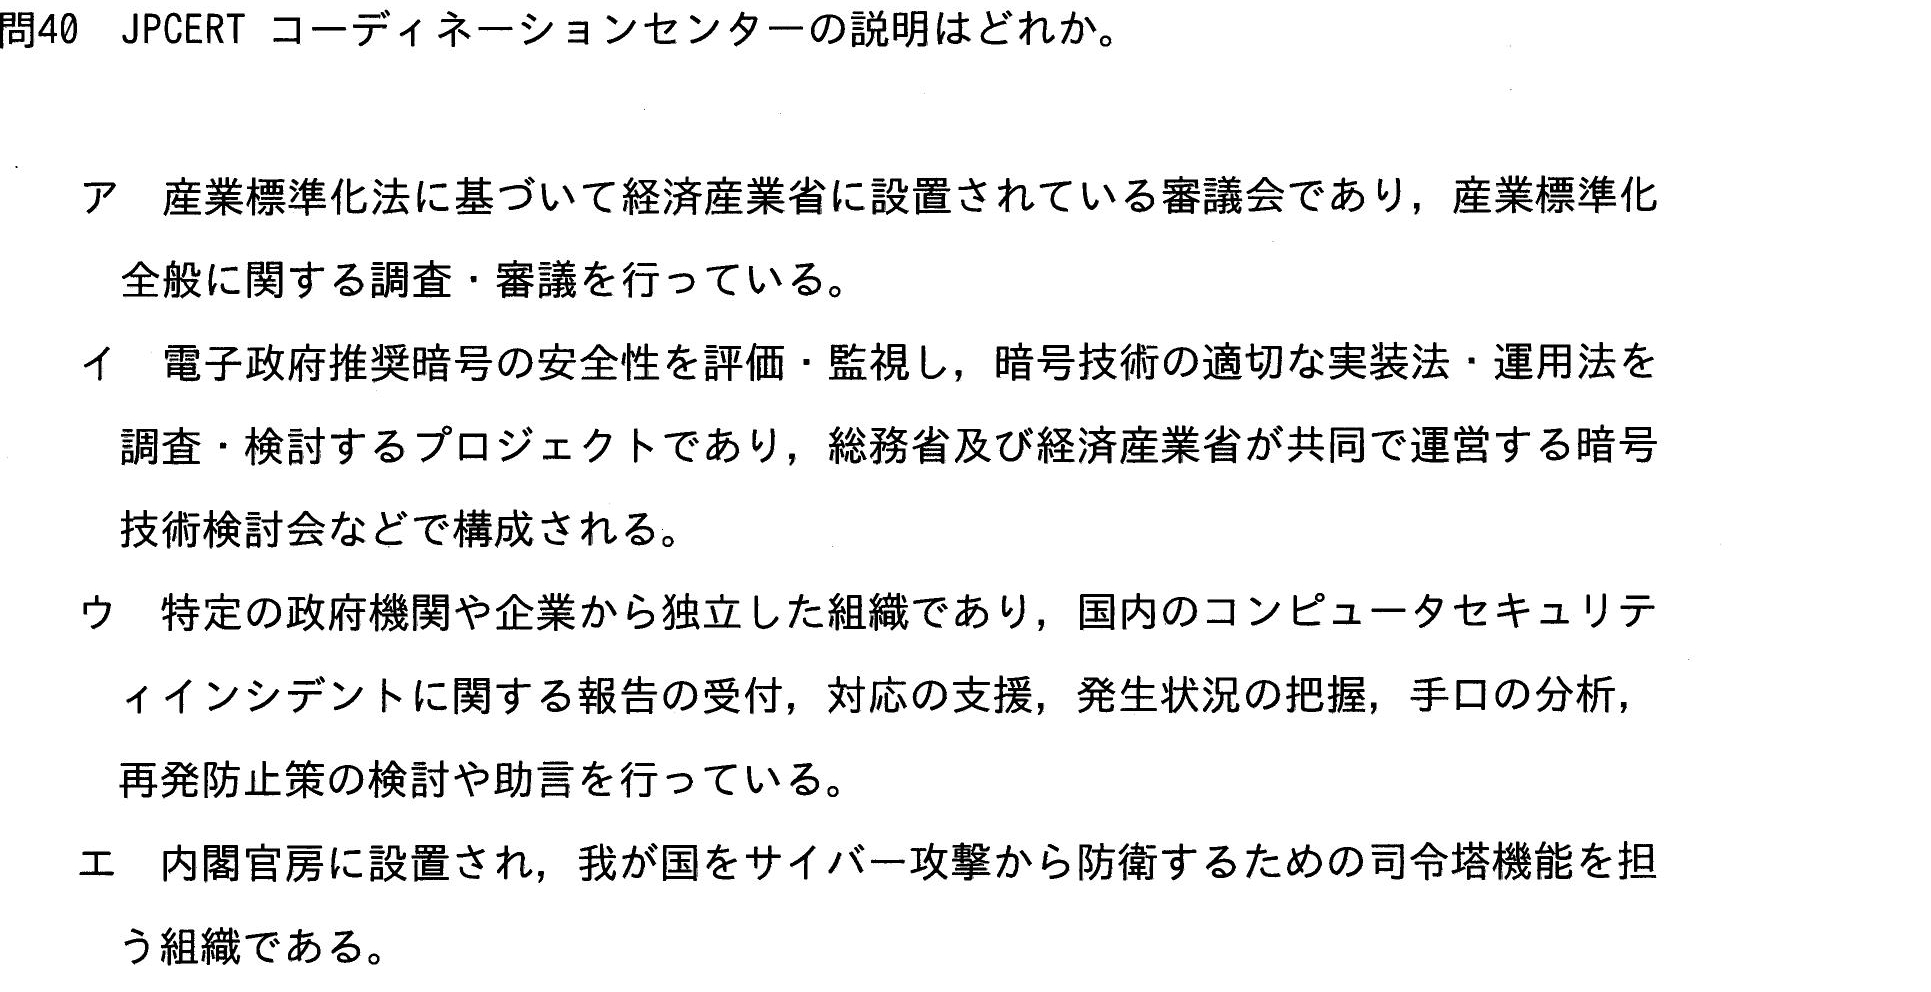 問40 JPCERT コーディネーションセンターの説明はどれか。
ア 産業標準化法に基づいて経済産業省に設置されている審議会であり，産業標準化
全般に関する調査・審議を行っている。
イ 電子政府推奨暗号の安全性を評価・監視し，暗号技術の適切な実装法・運用法を
調査・検討するプロジェクトであり，総務省及び経済産業省が共同で運営する暗号
技術検討会などで構成される。
ウ 特定の政府機関や企業から独立した組織であり，国内のコンピュータセキュリテ
ィインシデントに関する報告の受付，対応の支援，発生状況の把握，手口の分析，
再発防止策の検討や助言を行っている。
エ 内閣官房に設置され，我が国をサイバー攻撃から防衛するための司令塔機能を担
う組織である。